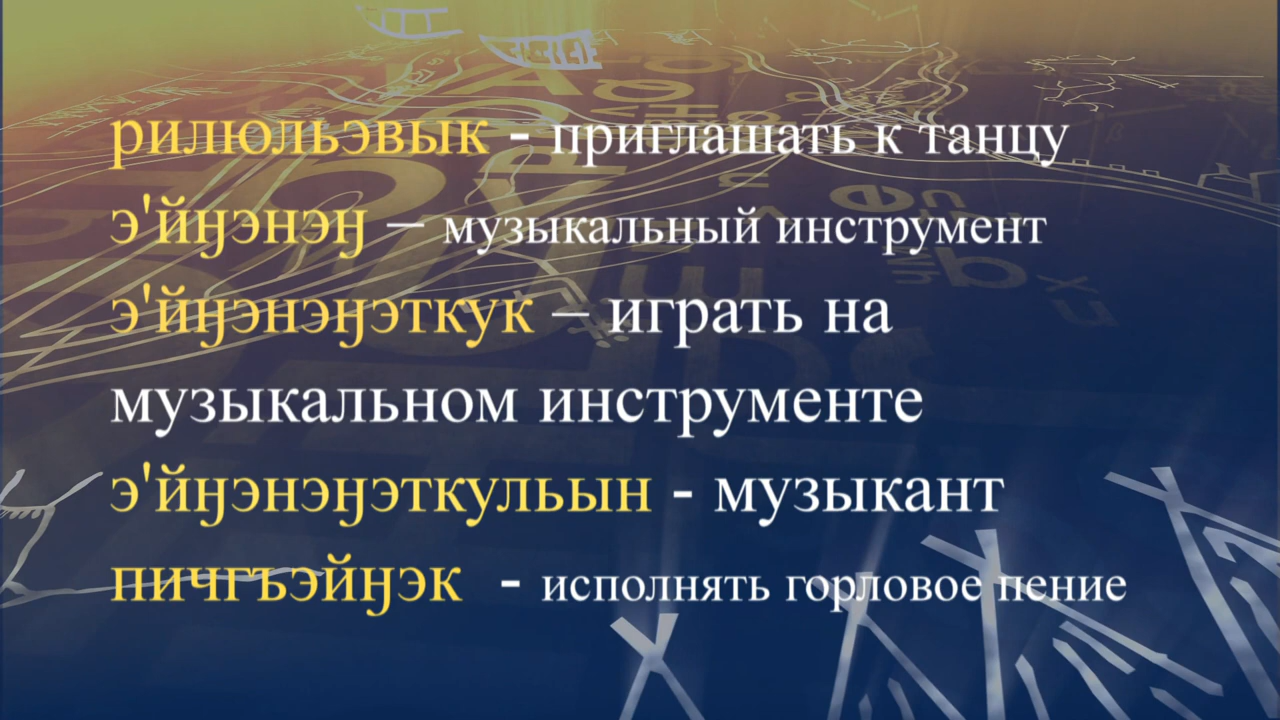 рилюльэвык - приглашать к танцу
э'йӈэнэӈ – музыкальный инструмент
э'йӈэнэӈэткук – играть на
музыкальном инструменте
э'йӈэнэӈэткульын - музыкант
пичгъэйӈэк - исполнять горловое пение